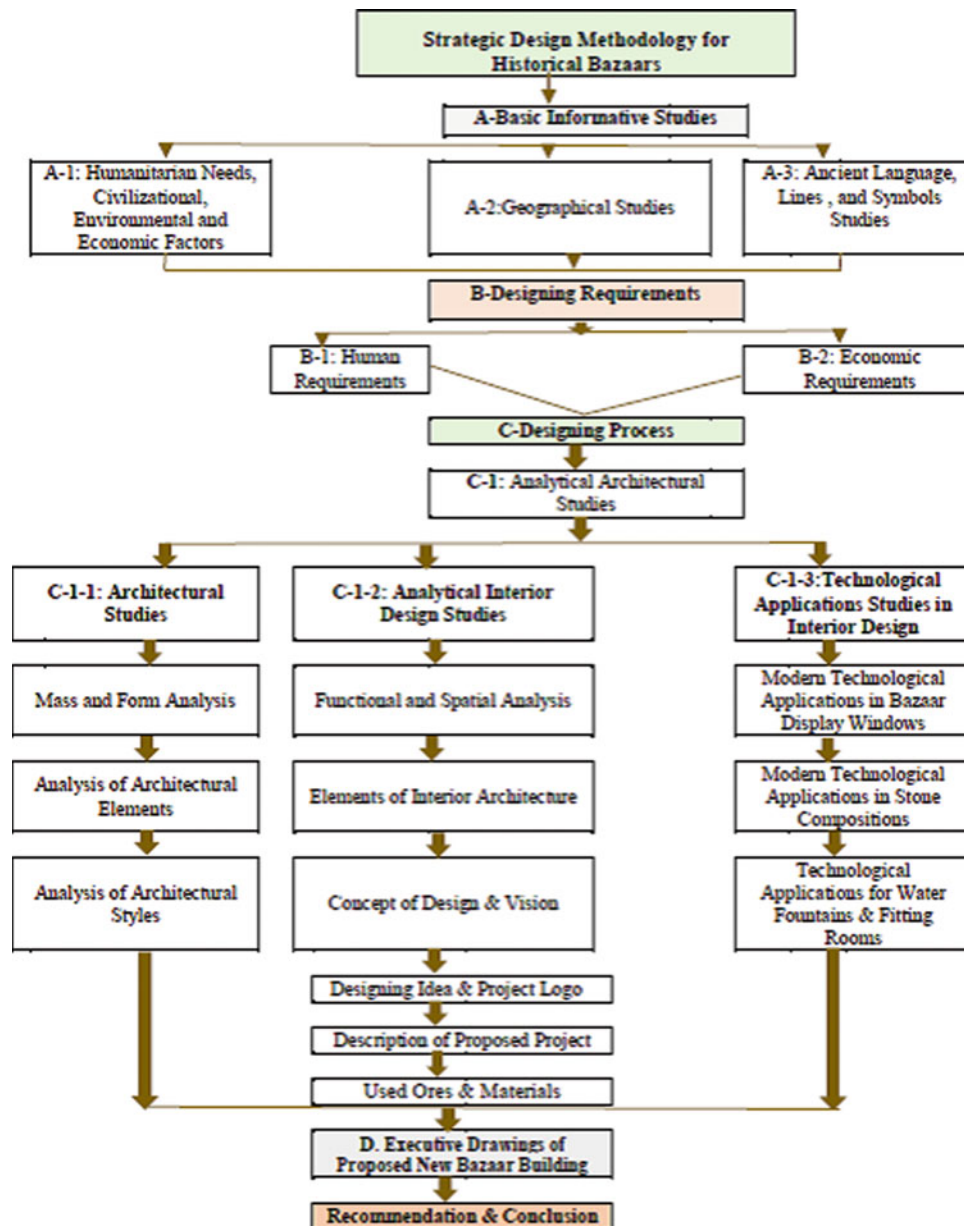 Strategic Design Methodology for
Historical Bazaars
A-Basic Informative Studies
A-1: Humanitarian Needs,
Civilizational,
Environmental and
Economic Factors
A-2:Geographical Studies
A-3: Ancient Language,
Lines , and Symbols
Studies
B-Designing Requirements
B-1: Human
Requirements
B-2: Economic
Requirements
C-Designing Process
C-1: Analytical Architectural
Studies
C-1-1: Architectural
Studies
C-1-2: Analytical Interior
Design Studies
C-1-3:Technological
Applications Studies in
Interior Design
Mass and Form Analysis
Functional and Spatial Analysis
Modern Technological
Applications in Bazaar
Display Windows
Analysis of Architectural
Elements
Elements of Interior Architecture
Modern Technological
Applications in Stone
Compositions
Analysis of Architectural
Styles
Concept of Design & Vision
Technological
Applications for Water
Fountains & Fitting
Rooms
Designing Idea & Project Logo
Description of Proposed Project
Used Ores & Materials
D. Executive Drawings of
Proposed New Bazaar Building
Recommendation & Conclusion